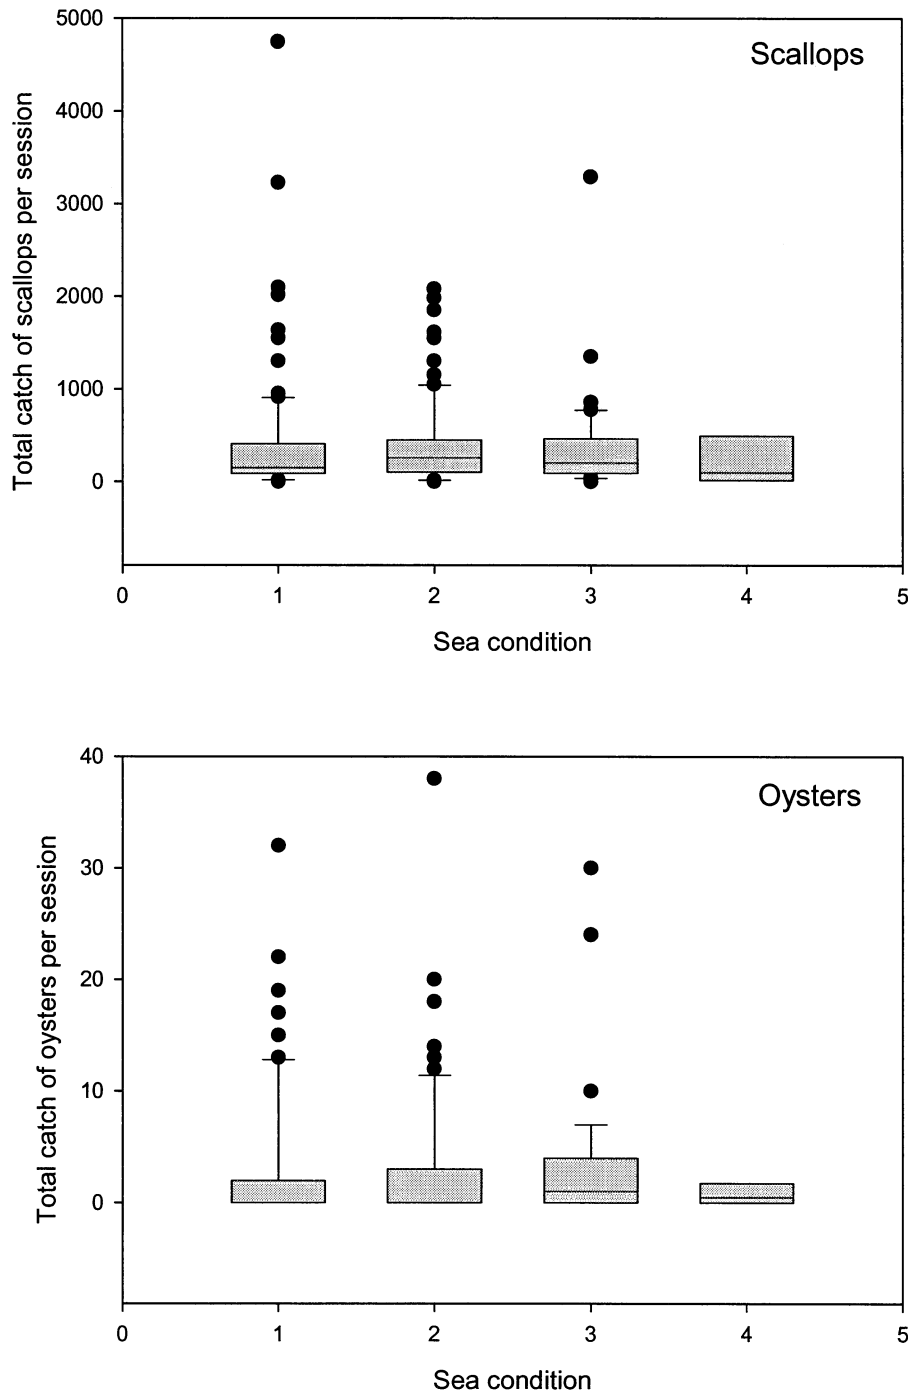 Scallops
Total catch of scallops per session
5000
4000
3000
2000
1000
0
0 1 2 3 4 5
Sea condition
Oysters
Total catch of oysters per session
40
30
20
10
0
0 1 2 3 4 5
Sea condition